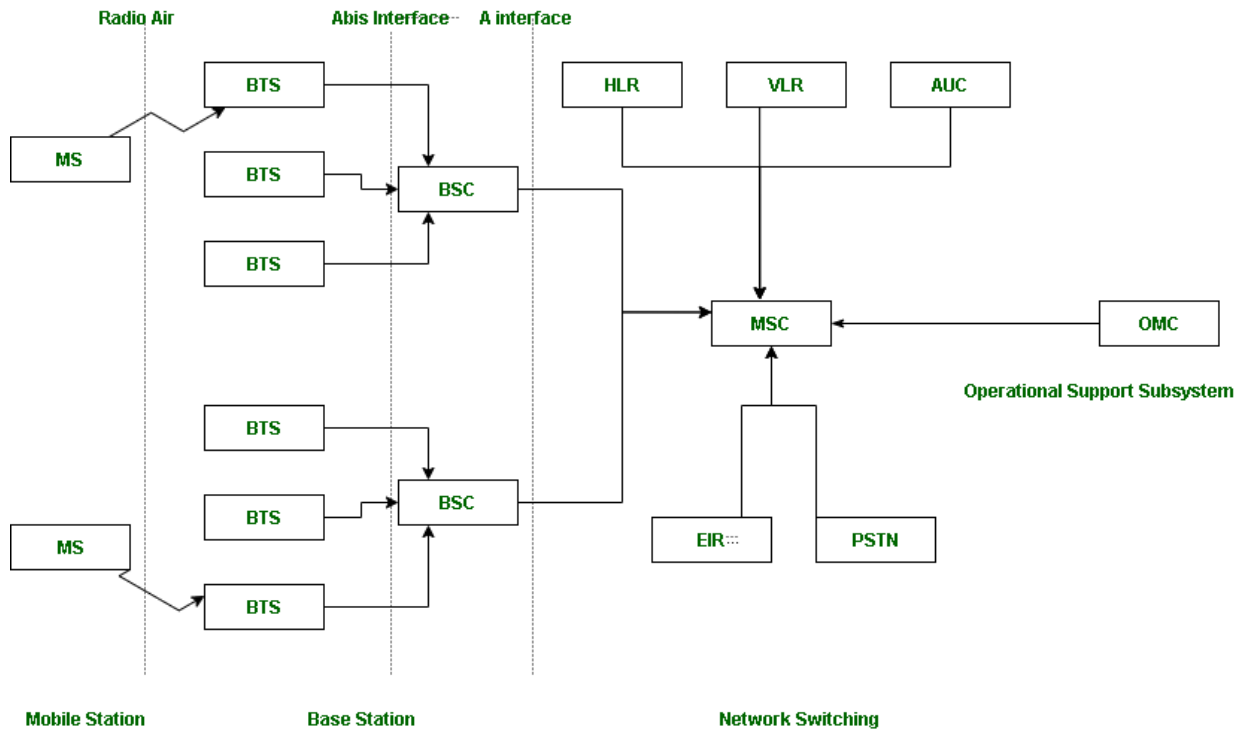 Radio Air
Abis Interface
A interface
BTS
HLR
VLR
AUC
MS
BTS
BSC
BTS
MSC
OMC
Operational Support Subsystem
BTS
BSC
BTS
EIR
PSTN
MS
BTS
Mobile Station
Base Station
Network Switching